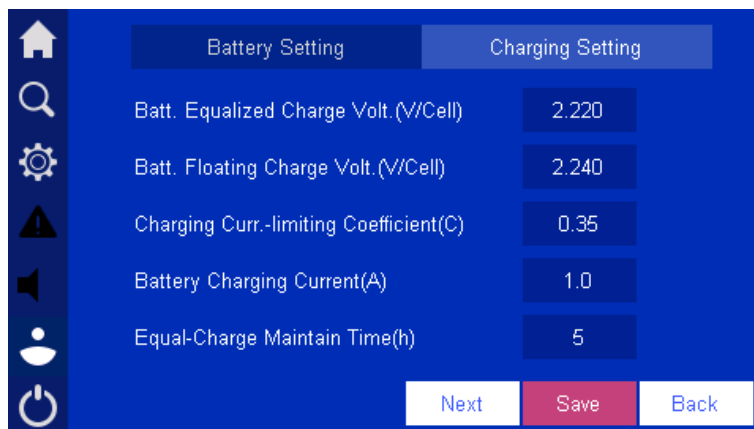 Battery Setting Charging Setting
Batt. Equalized Charge Volt.(V/Cell) 2.220
Batt. Floating Charge Volt.(V/Cell) 2.240
Charging Curr.-limiting Coefficient(C) 0.35
Battery Charging Current(A) 1.0
Equal-Charge Maintain Time(h) 5
Next Save Back